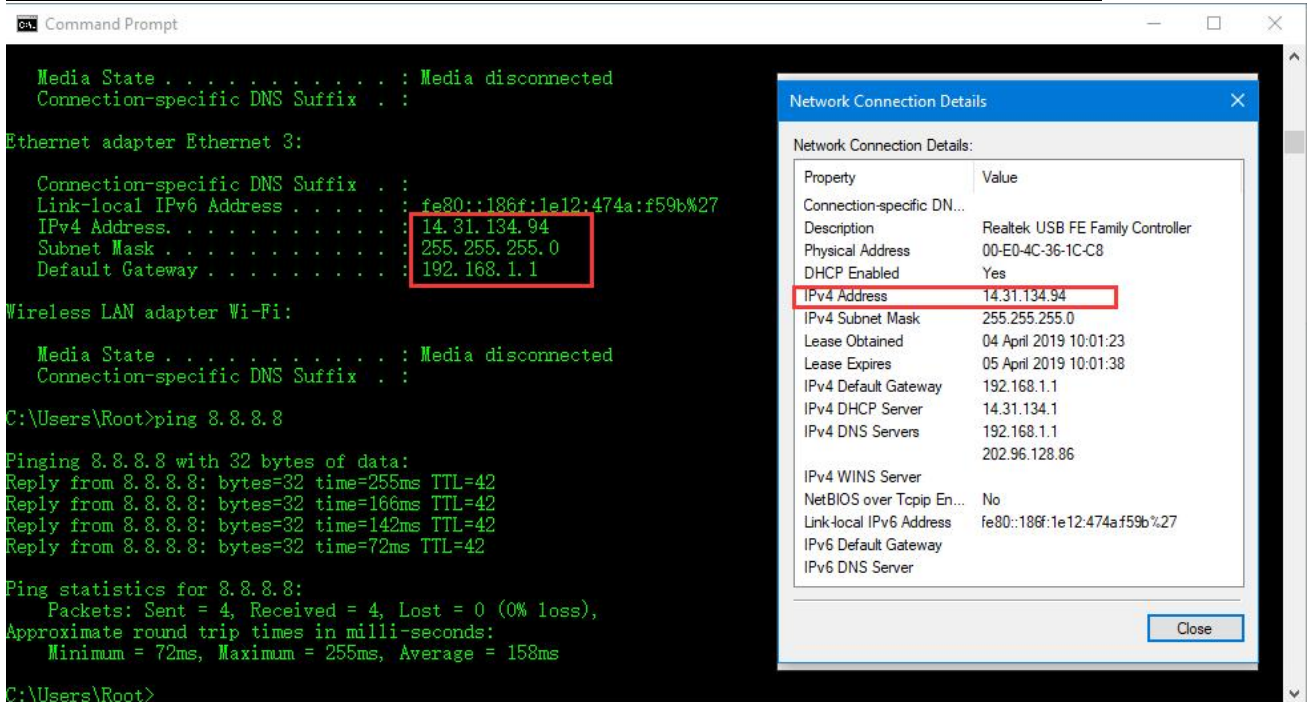 Command Prompt
Media State . . . . . . . . . . . : Media disconnected
Connection-specific DNS Suffix  . :
Ethernet adapter Ethernet 3:
Connection-specific DNS Suffix  . :
Link-local IPv6 Address . . . . . : fe80::186f:1e12:474a:f59b%27
IPv4 Address. . . . . . . . . . . : 14.31.134.94
Subnet Mask . . . . . . . . . . . : 255.255.255.0
Default Gateway . . . . . . . . . : 192.168.1.1
Wireless LAN adapter Wi-Fi:
Media State . . . . . . . . . . . : Media disconnected
Connection-specific DNS Suffix  . :
C:\Users\Root>ping 8.8.8.8
Pinging 8.8.8.8 with 32 bytes of data:
Reply from 8.8.8.8: bytes=32 time=255ms TTL=42
Reply from 8.8.8.8: bytes=32 time=166ms TTL=42
Reply from 8.8.8.8: bytes=32 time=142ms TTL=42
Reply from 8.8.8.8: bytes=32 time=72ms TTL=42
Ping statistics for 8.8.8.8:
Packets: Sent = 4, Received = 4, Lost = 0 (0% loss),
Approximate round trip times in milli-seconds:
Minimum = 72ms, Maximum = 255ms, Average = 158ms
C:\Users\Root>
Network Connection Details
Network Connection Details:
Property Value
Connection-specific DN...
Description Realtek USB FE Family Controller
Physical Address 00-E0-4C-36-1C-C8
DHCP Enabled Yes
IPv4 Address 14.31.134.94
IPv4 Subnet Mask 255.255.255.0
Lease Obtained 04 April 2019 10:01:23
Lease Expires 05 April 2019 10:01:38
IPv4 Default Gateway 192.168.1.1
IPv4 DHCP Server 14.31.134.1
IPv4 DNS Servers 192.168.1.1
202.96.128.86
IPv4 WINS Server
NetBIOS over Tcpip En... No
Link-local IPv6 Address fe80::186f:1e12:474a:f59b%27
IPv6 Default Gateway
IPv6 DNS Server
Close